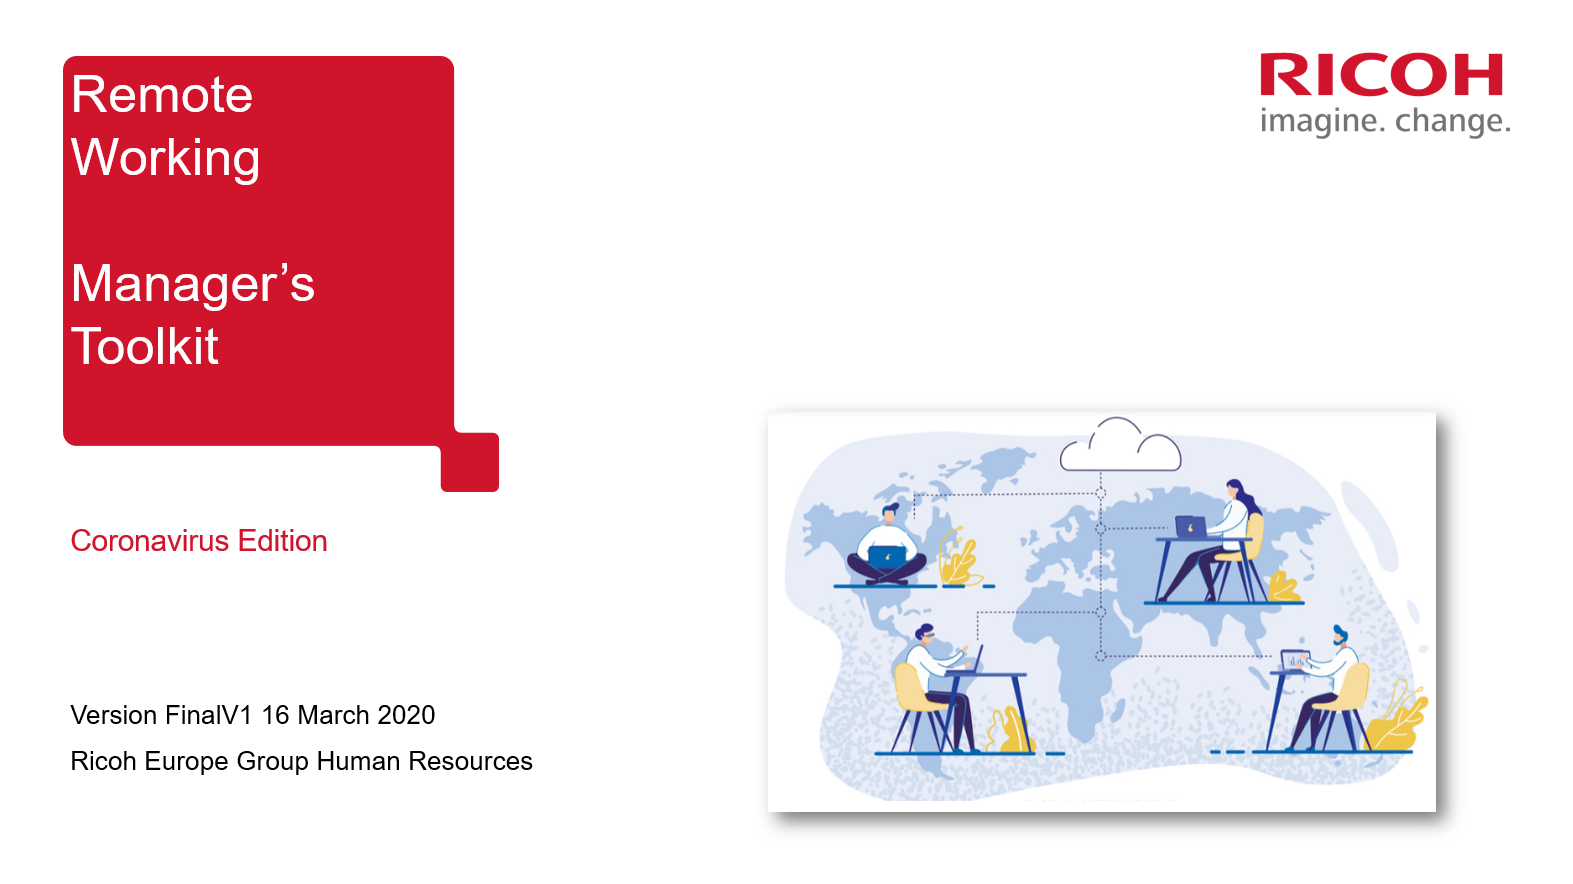 Remote
Working
Manager’s
Toolkit
RICOH
imagine. change.
Coronavirus Edition
Version FinalV1 16 March 2020
Ricoh Europe Group Human Resources